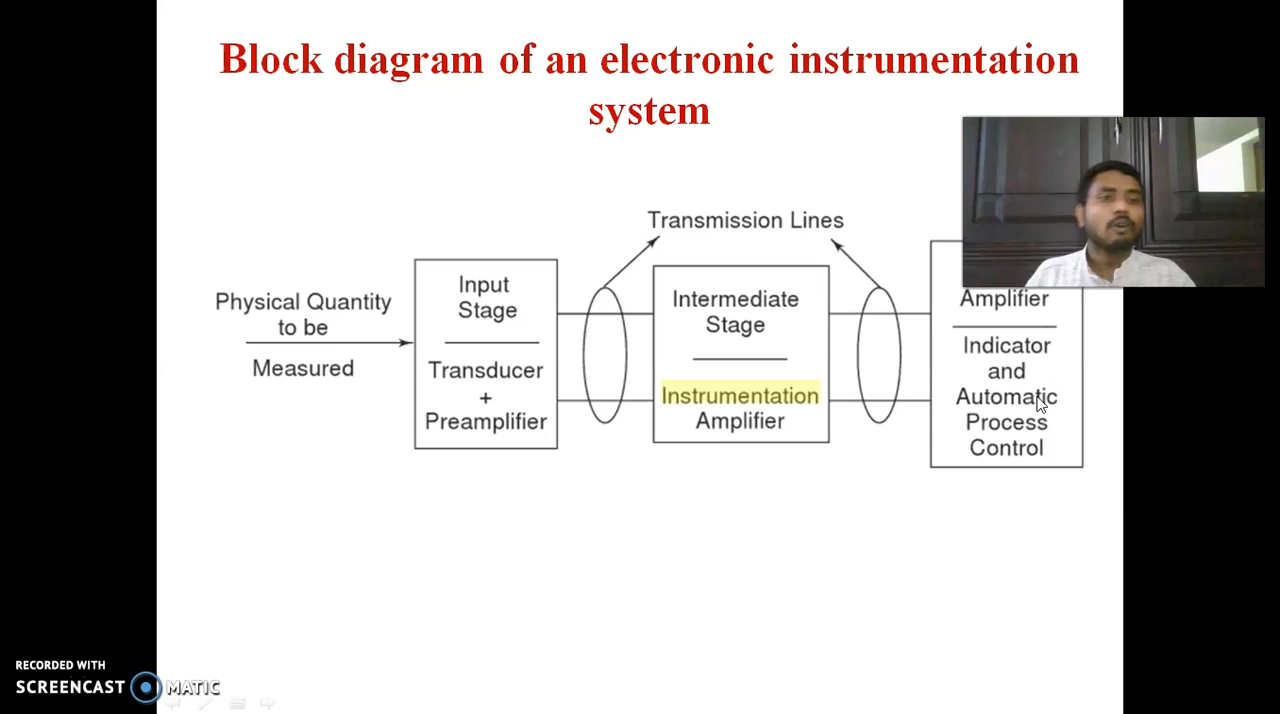 Block diagram of an electronic instrumentation
system
Transmission Lines
Physical Quantity
to be
Measured
Input
Stage
Transducer
+
Preamplifier
Intermediate
Stage
Instrumentation
Amplifier
Amplifier
Indicator
and
Automatic
Process
Control
RECORDED WITH
SCREENCAST MATIC